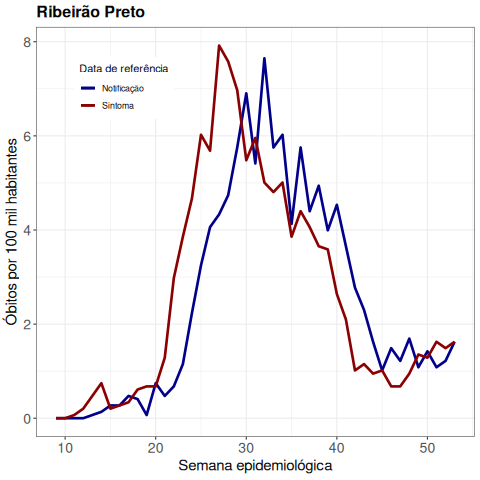 Ribeirão Preto
Data de referência
Notificação
Sintoma
Óbitos por 100 mil habitantes
8
6
4
2
0
10 20 30 40 50
Semana epidemiológica